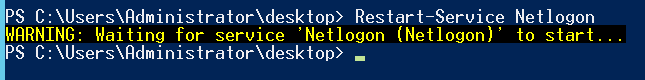 PS C:\Users\Administrator\desktop> Restart-Service Netlogon
WARNING: Waiting for service 'Netlogon (Netlogon)' to start...
PS C:\Users\Administrator\desktop>